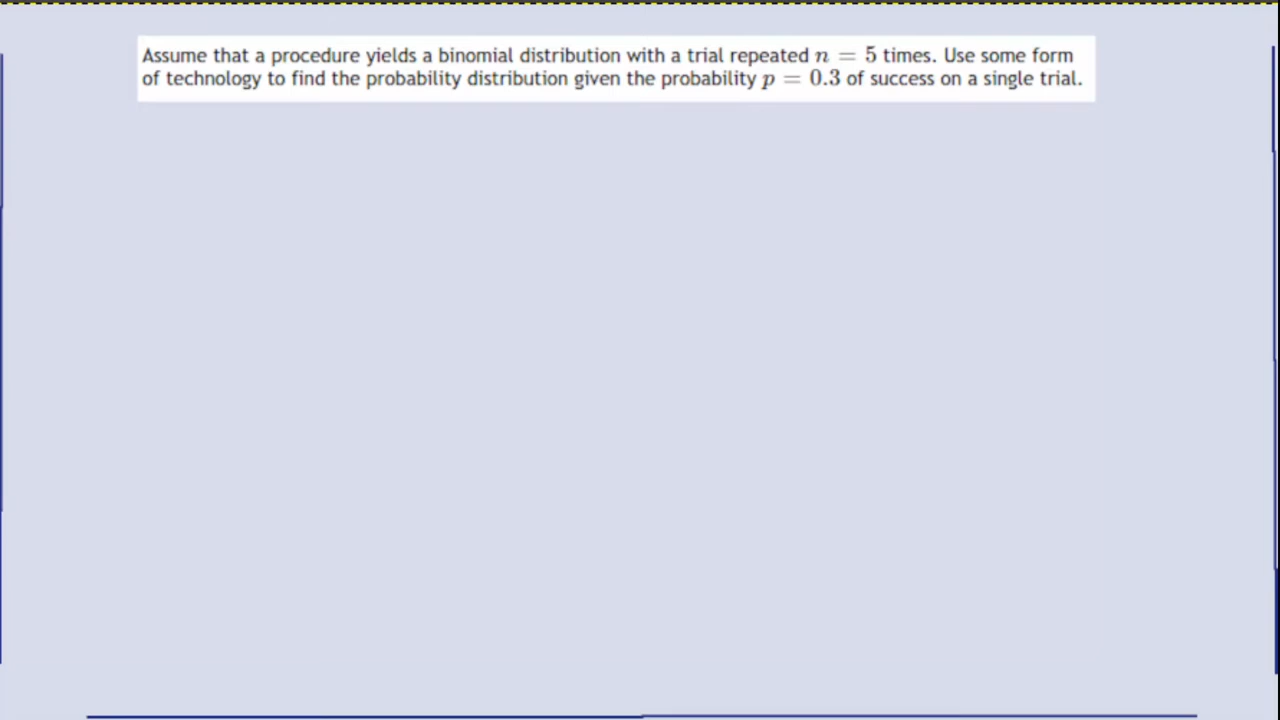 Assume that a procedure yields a binomial distribution with a trial repeated n = 5 times. Use some form
of technology to find the probability distribution given the probability p = 0.3 of success on a single trial.